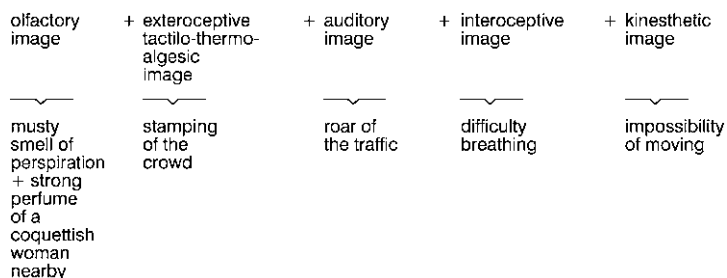 olfactory + exteroceptive + auditory + interoceptive + kinesthetic
image tactilo-thermo- image image image
algesic
image
musty stamping roar of difficulty impossibility
smell of of the the traffic breathing of moving
perspiration crowd
+ strong
perfume
of a
coquettish
woman
nearby